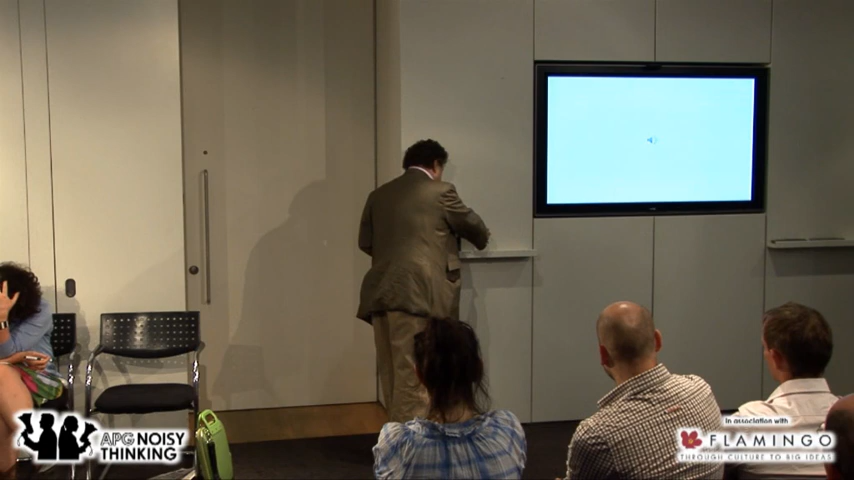 APG NOISY
THINKING
In association with
FLAMINGO
THROUGH CULTURE TO BIG IDEAS